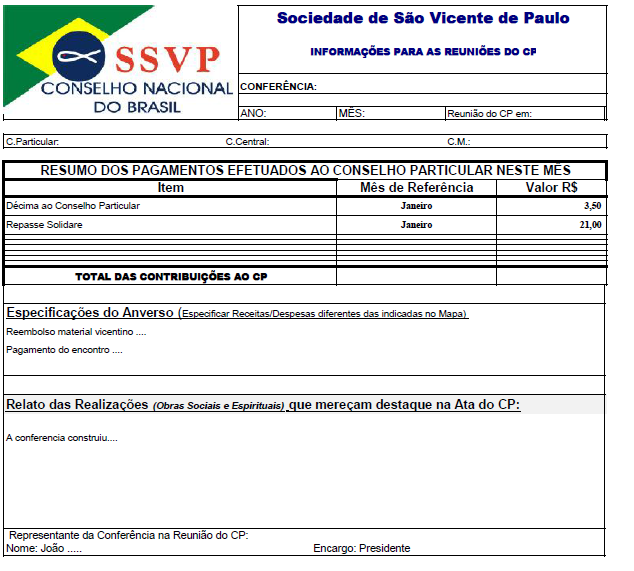 SSVP
CONSELHO NACIONAL
DO BRASIL
Sociedade de São Vicente de Paulo
INFORMAÇÕES PARA AS REUNIÕES DO CP
CONFERÊNCIA:
ANO: MÊS: Reunião do CP em:
C.Particular: C.Central: C.M.:
RESUMO DOS PAGAMENTOS EFETUADOS AO CONSELHO PARTICULAR NESTE MÊS
Item Mês de Referência Valor R$
Décima ao Conselho Particular Janeiro 3,50
Repasse Solidare Janeiro 21,00
TOTAL DAS CONTRIBUIÇÕES AO CP
Especificações do Anverso (Especificar Receitas/Despesas diferentes das indicadas no Mapa)
Reembolso material vicentino ....
Pagamento do encontro ....
Relato das Realizações (Obras Sociais e Espirituais) que mereçam destaque na Ata do CP:
A conferencia construiu....
Representante da Conferência na Reunião do CP:
Nome: João ..... Encargo: Presidente